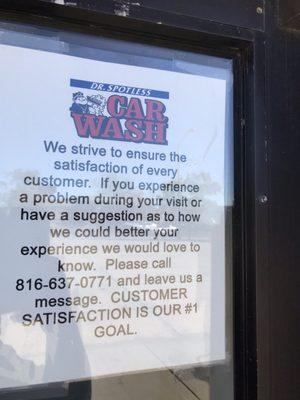 DR. SPOTLESS
CAR
WASH
We strive to ensure the
satisfaction of every
customer. If you experience
a problem during your visit or
have a suggestion as to how
we could better your
experience we would love to
know. Please call
816-637-0771 and leave us a
message. CUSTOMER
SATISFACTION IS OUR #1
GOAL.